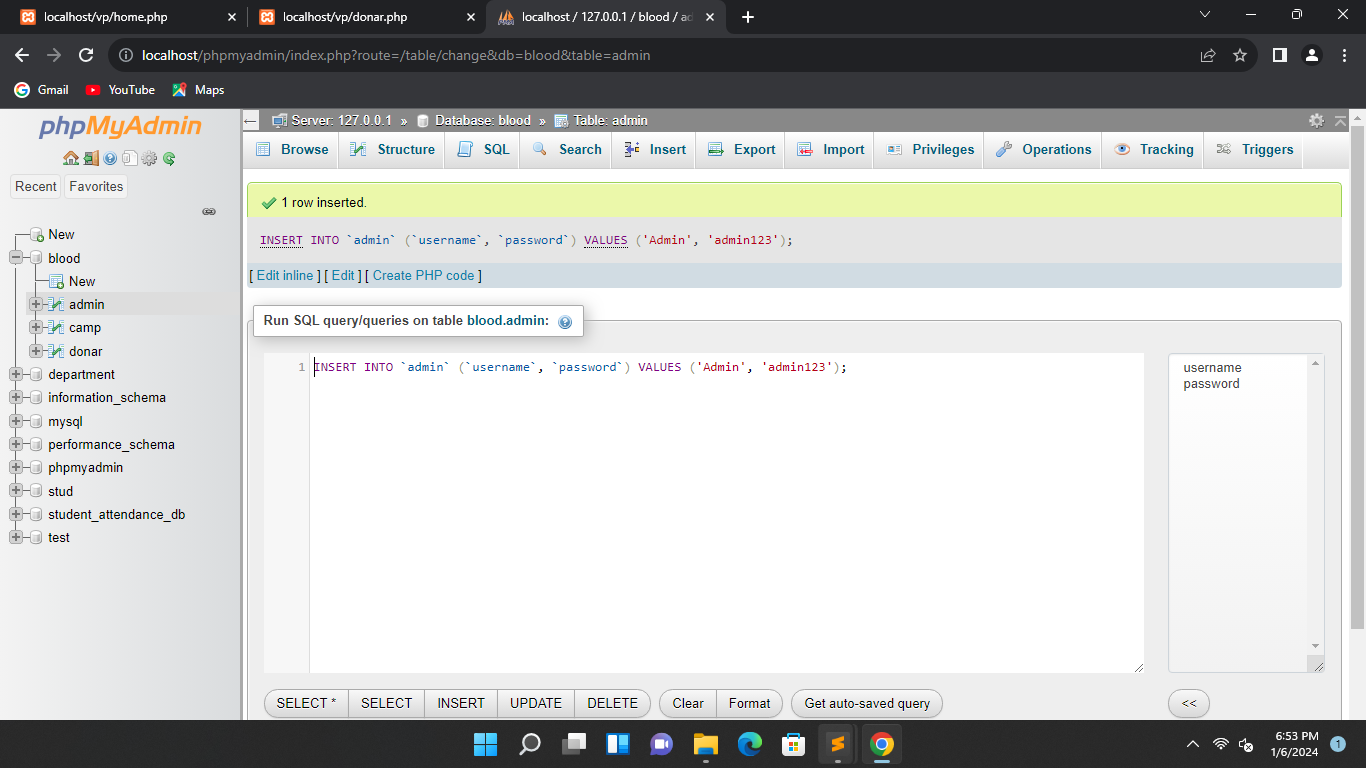 localhost/vp/home.php
localhost/vp/donar.php
localhost / 127.0.0.1 / blood / ad
localhost/phpmyadmin/index.php?route=/table/change&db=blood&table=admin
Gmail
YouTube
Maps
phpMyAdmin
Recent
Favorites
New
blood
New
admin
camp
donar
department
information_schema
mysql
performance_schema
phpmyadmin
stud
student_attendance_db
test
Server: 127.0.0.1 » Database: blood » Table: admin
Browse
Structure
SQL
Search
Insert
Export
Import
Privileges
Operations
Tracking
Triggers
1 row inserted.
INSERT INTO `admin` (`username`, `password`) VALUES ('Admin', 'admin123');
[ Edit inline ] [ Edit ] [ Create PHP code ]
Run SQL query/queries on table blood.admin:
1 INSERT INTO `admin` (`username`, `password`) VALUES ('Admin', 'admin123');
username
password
SELECT *
SELECT
INSERT
UPDATE
DELETE
Clear
Format
Get auto-saved query
<<
6:53 PM
1/6/2024
1